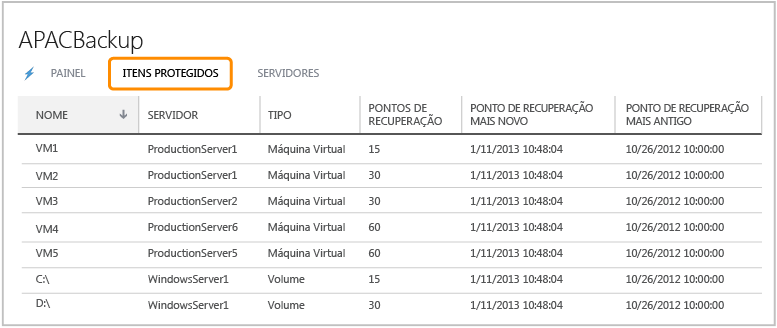 APACBackup
PAINEL ITENS PROTEGIDOS SERVIDORES
NOME SERVIDOR TIPO PONTOS DE RECUPERAÇÃO PONTO DE RECUPERAÇÃO MAIS NOVO PONTO DE RECUPERAÇÃO MAIS ANTIGO
VM1 ProductionServer1 Máquina Virtual 15 1/11/2013 10:48:04 10/26/2012 10:00:00
VM2 ProductionServer1 Máquina Virtual 30 1/11/2013 10:48:04 10/26/2012 10:00:00
VM3 ProductionServer2 Máquina Virtual 30 1/11/2013 10:48:04 10/26/2012 10:00:00
VM4 ProductionServer6 Máquina Virtual 60 1/11/2013 10:48:04 10/26/2012 10:00:00
VM5 ProductionServer5 Máquina Virtual 60 1/11/2013 10:48:04 10/26/2012 10:00:00
C:\ WindowsServer1 Volume 15 1/11/2013 10:48:04 10/26/2012 10:00:00
D:\ WindowsServer1 Volume 30 1/11/2013 10:48:04 10/26/2012 10:00:00